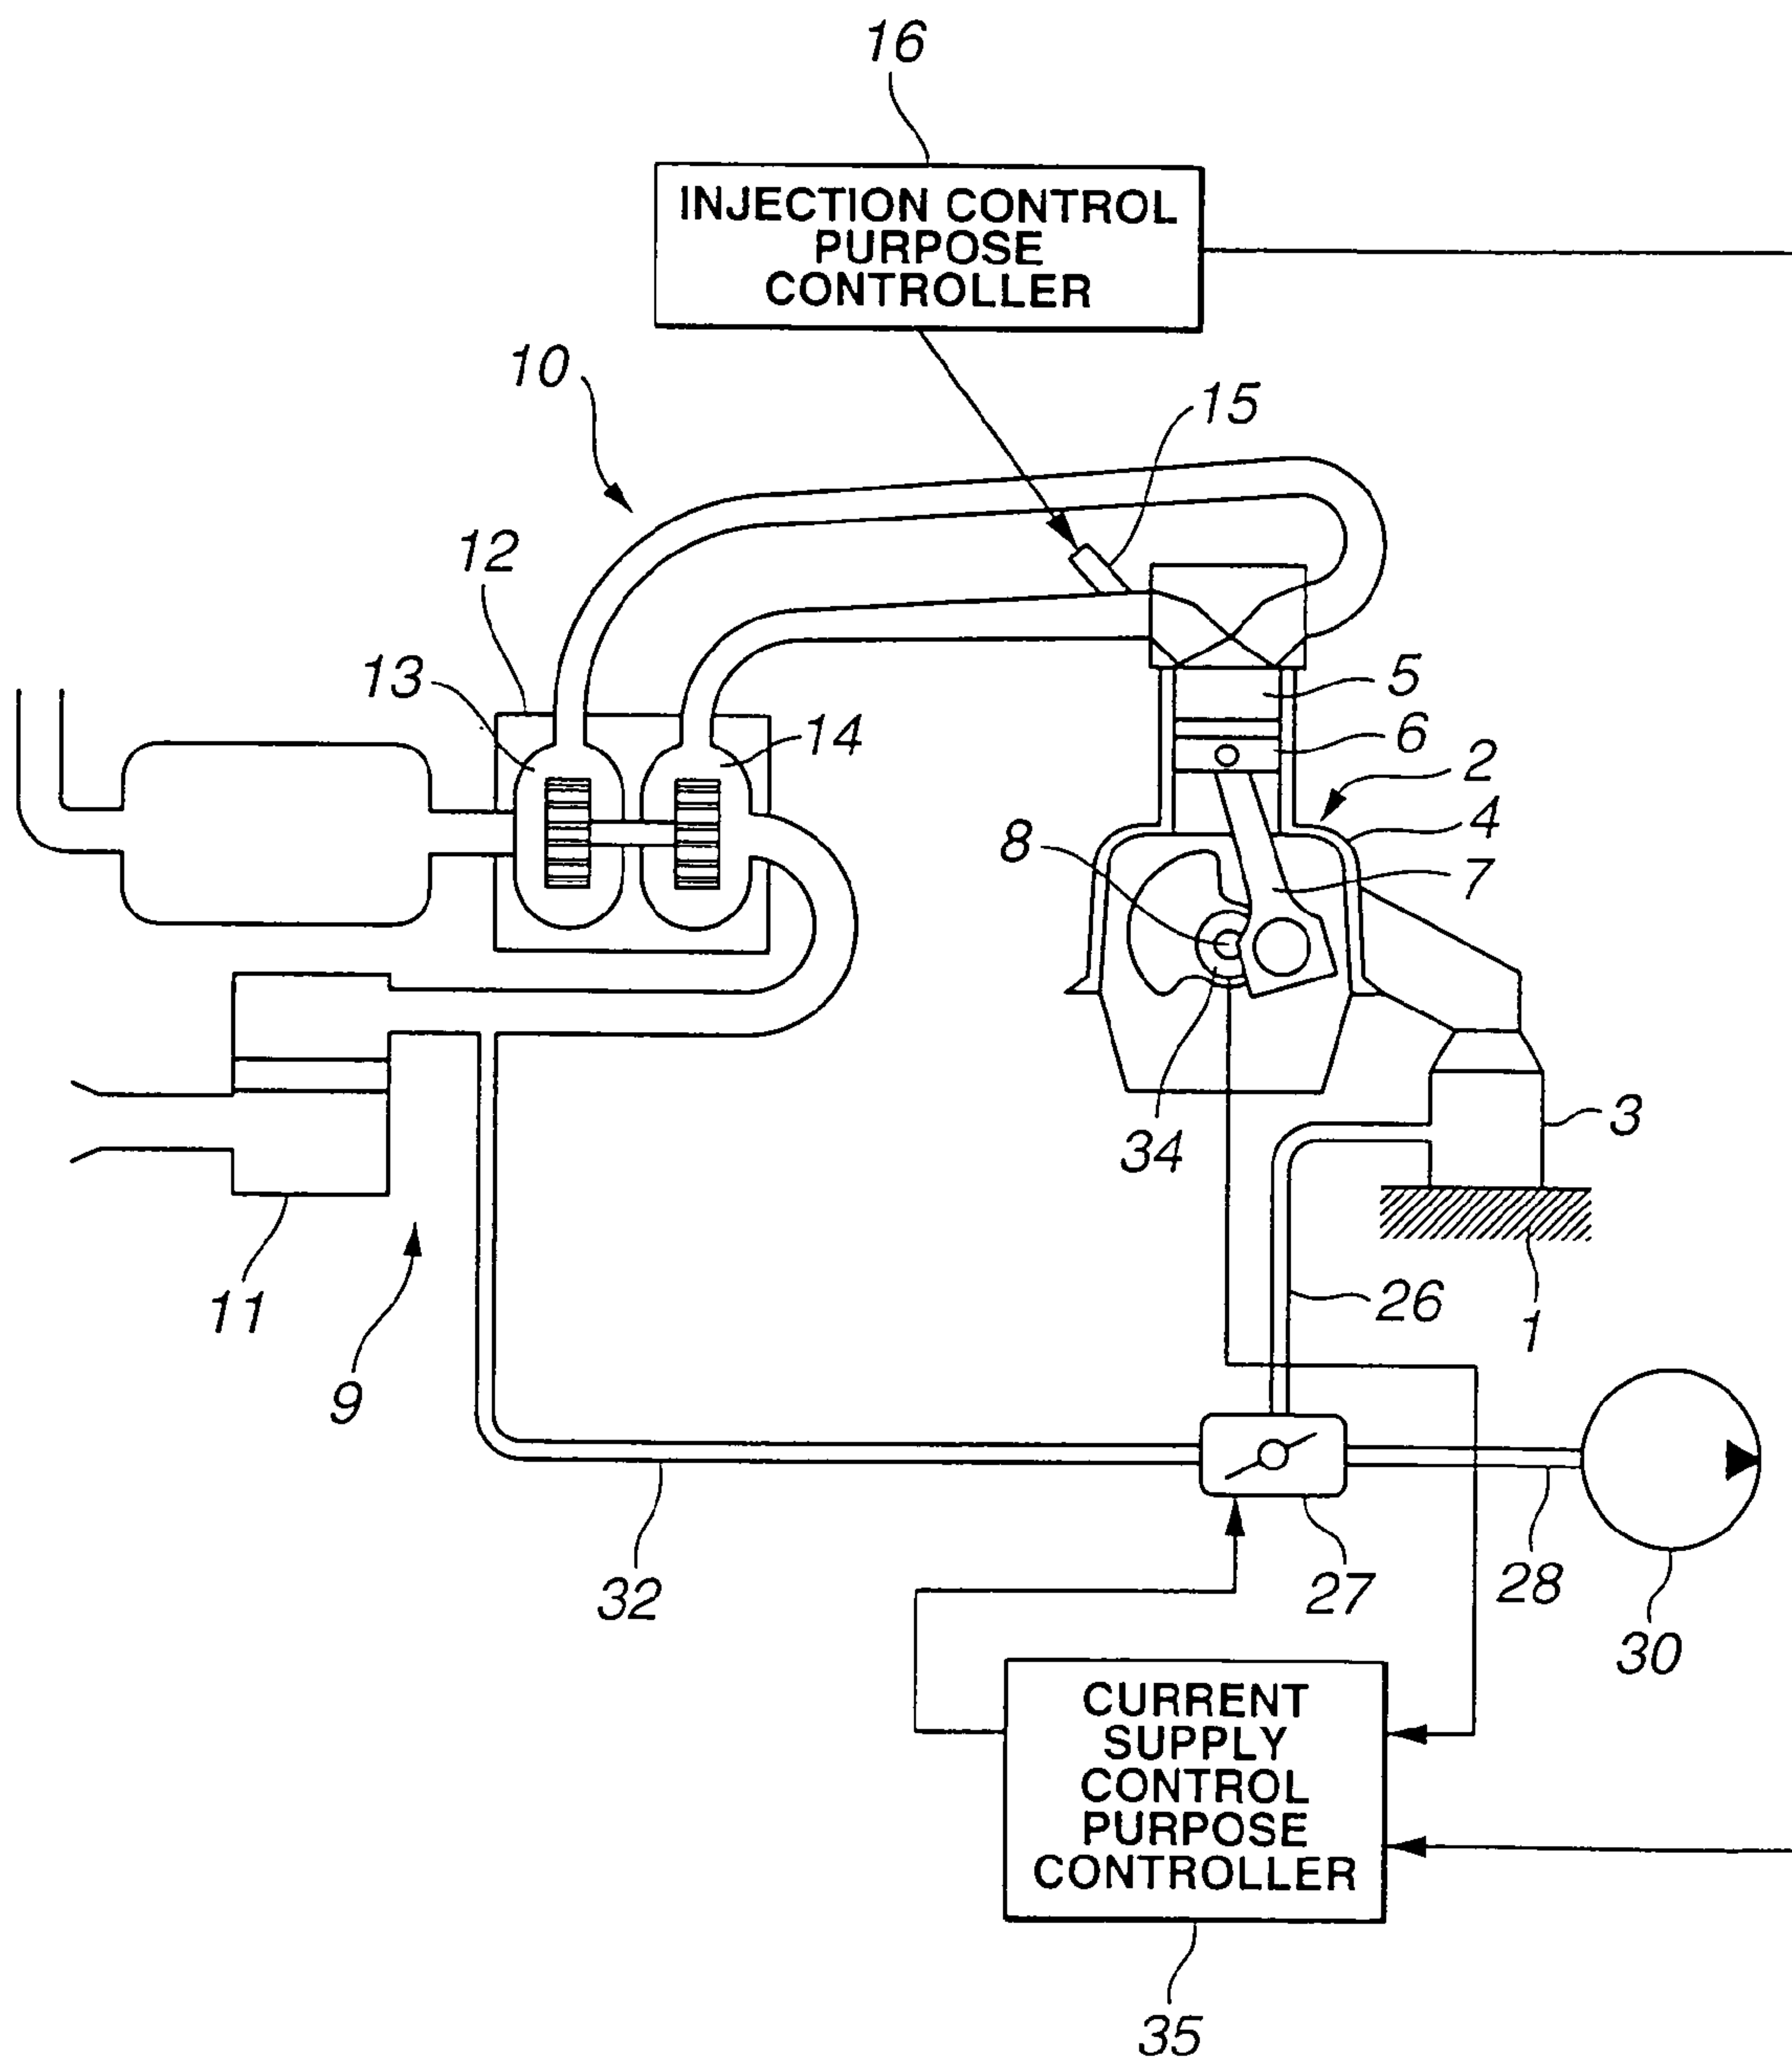 16
INJECTION CONTROL
PURPOSE
CONTROLLER
10
15
12
13
14
5
6
2
4
8
7
34
3
11
26
1
9
32
27
28
30
CURRENT
SUPPLY
CONTROL
PURPOSE
CONTROLLER
35